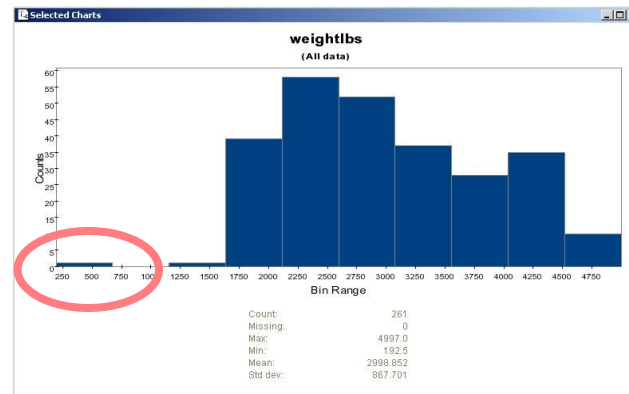 Selected Charts
weightlbs
(All data)
60
55
50
45
40
35
30
25
20
15
10
5
0
Counts
250 500 750 100 1250 1500 1750 2000 2250 2500 2750 3000 3250 3500 3750 4000 4250 4500 4750
Bin Range
Count: 261
Missing: 0
Max: 4997.0
Min: 192.5
Mean: 2998.852
Std dev: 867.701